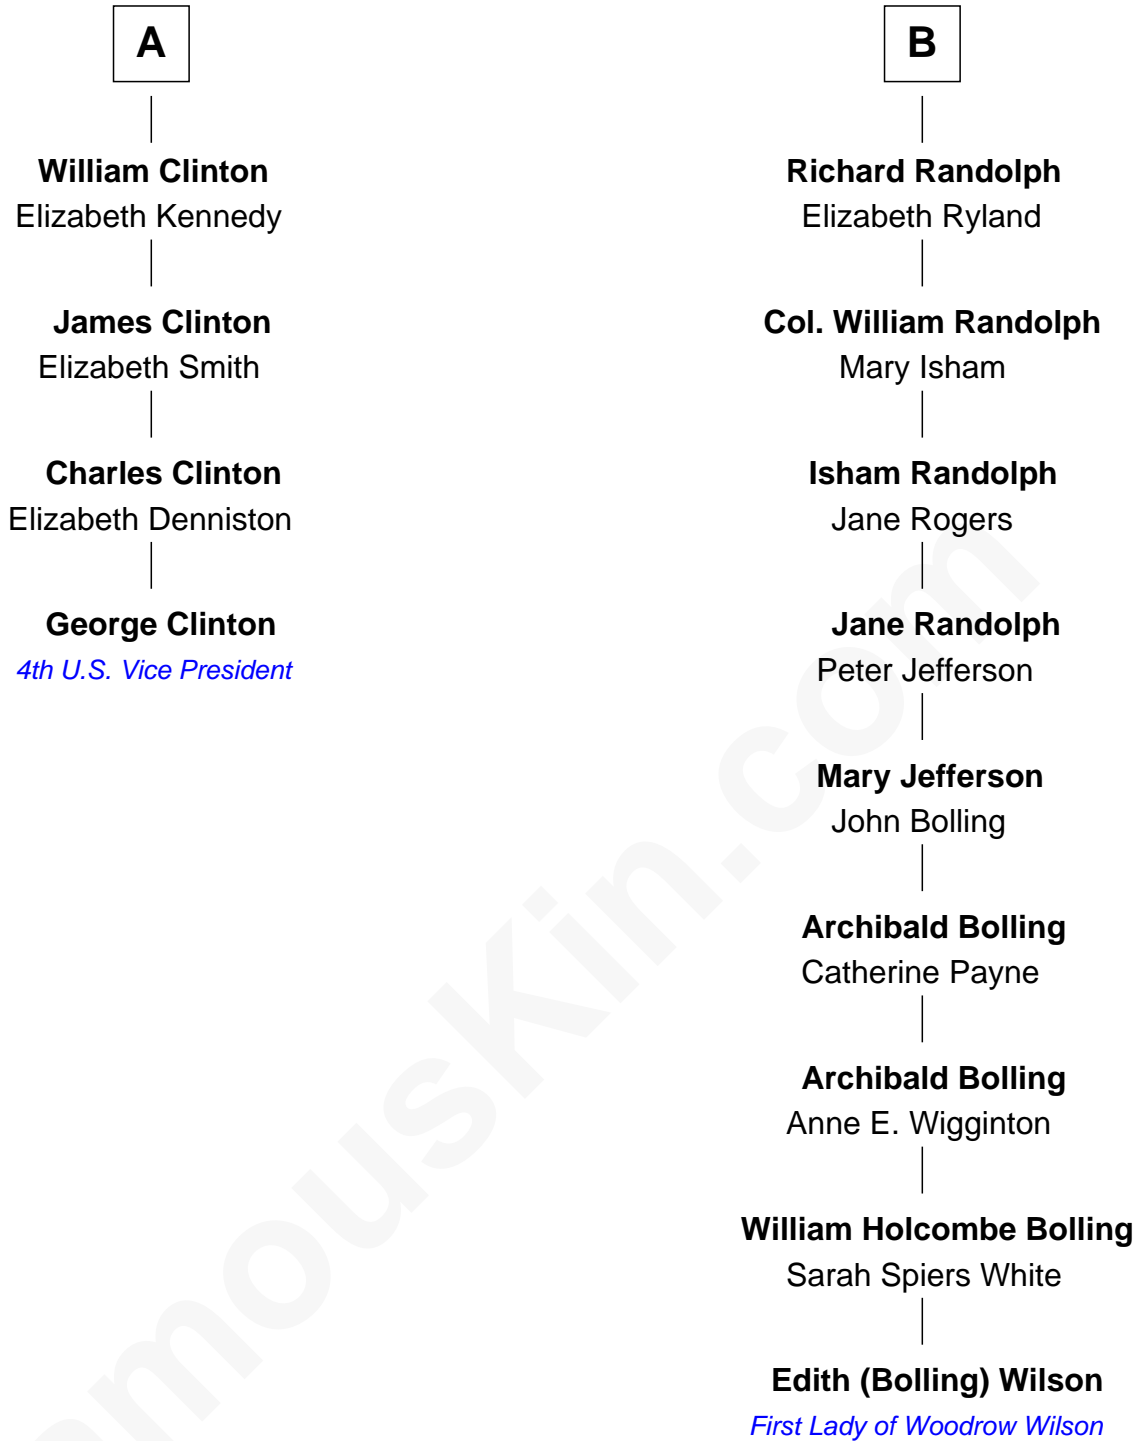 A
William Clinton
Elizabeth Kennedy
James Clinton
Elizabeth Smith
Charles Clinton
Elizabeth Denniston
George Clinton
4th U.S. Vice President
B
Richard Randolph
Elizabeth Ryland
Col. William Randolph
Mary Isham
Isham Randolph
Jane Rogers
Jane Randolph
Peter Jefferson
Mary Jefferson
John Bolling
Archibald Bolling
Catherine Payne
Archibald Bolling
Anne E. Wigginton
William Holcombe Bolling
Sarah Spiers White
Edith (Bolling) Wilson
First Lady of Woodrow Wilson
amouskin.com